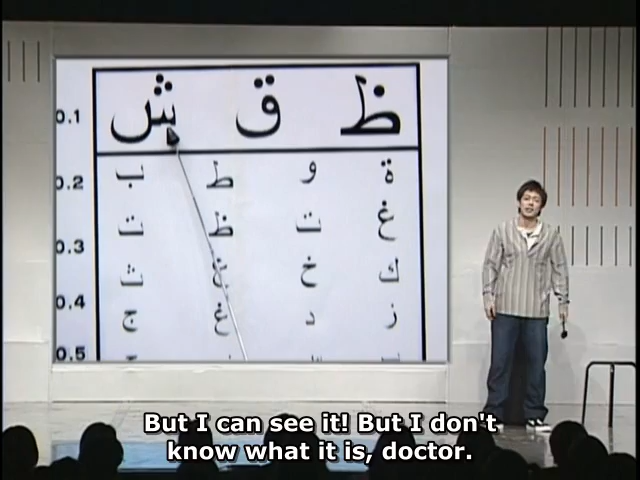 0.1 ظ ق ش
0.2 ة و ط ب
0.3 غ ت ظ ت
ك خ ث
0.4 ز د غ ج
0.5
But I can see it! But I don't
know what it is, doctor.